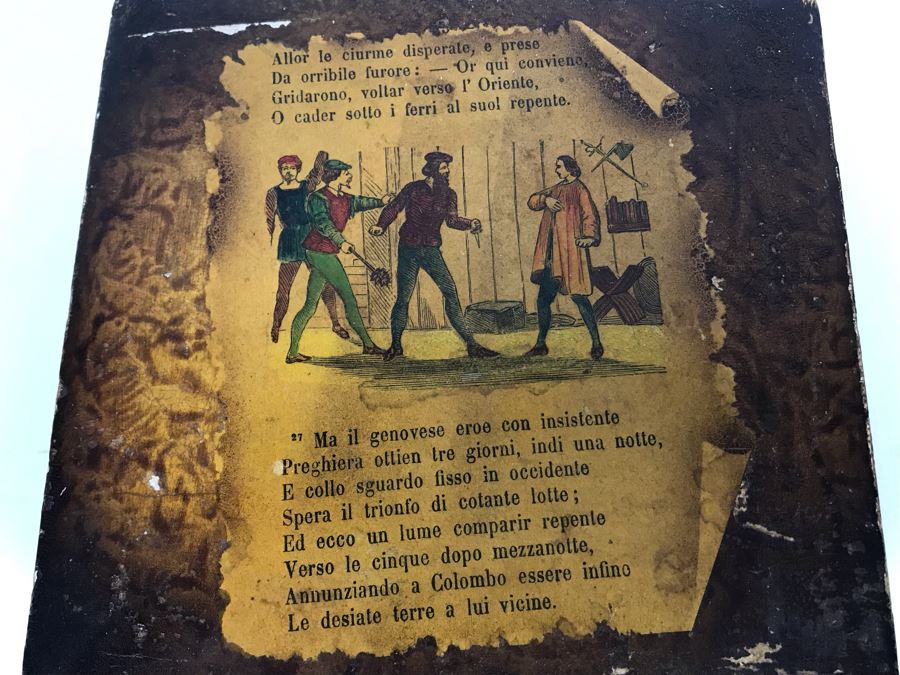 Allor le ciurme disperate, e prese
Da orribile furore: — Or qui conviene,
Gridarono, voltar verso l' Oriente,
O cader sotto i ferri al suol repente.
27 Ma il genovese eroe con insistente
Preghiera ottien tre giorni, indi una notte,
E collo sguardo fisso in occidente
Spera il trionfo di cotante lotte;
Ed ecco un lume comparir repente
Verso le cinque dopo mezzanotte,
Annunziando a Colombo essere infino
Le desiate terre a lui vicine.